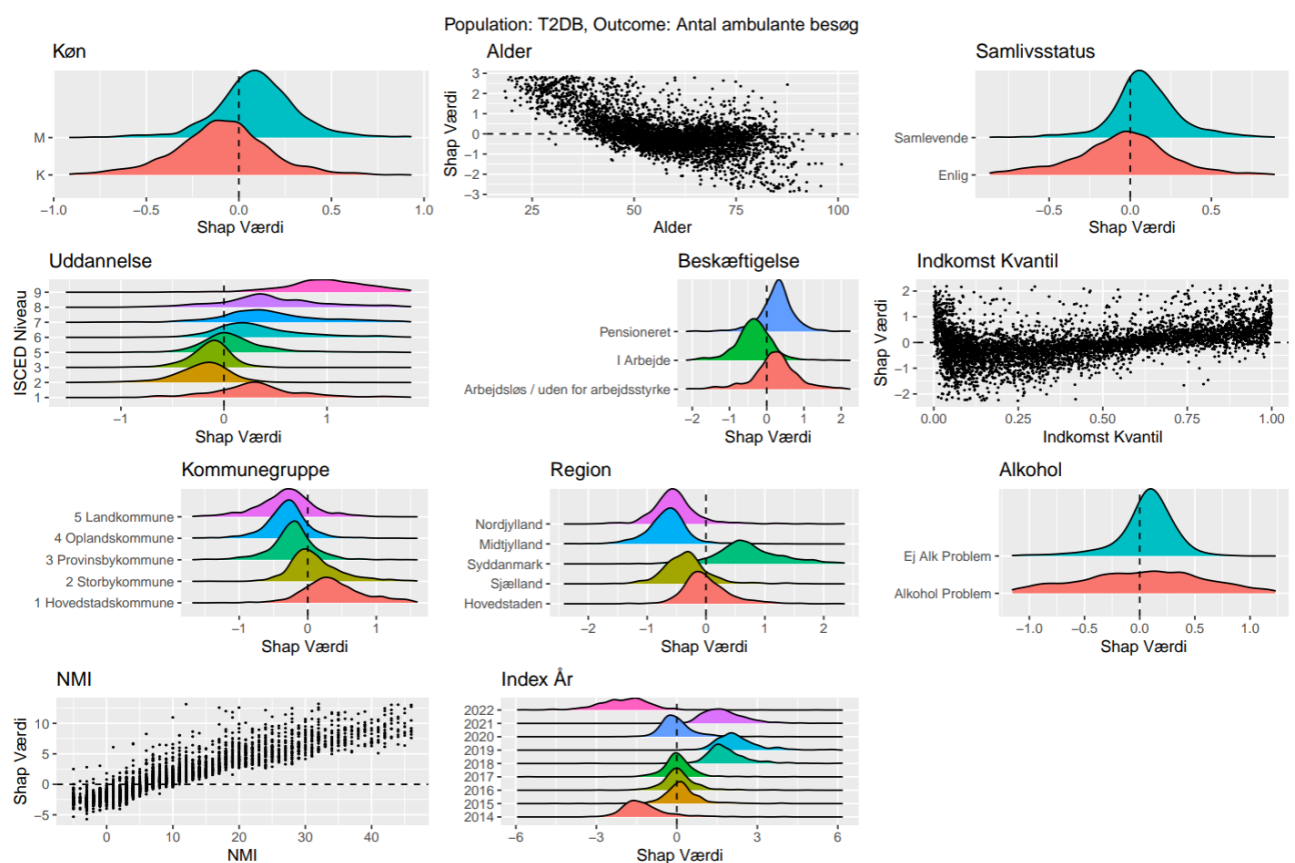 Population: T2DB, Outcome: Antal ambulante besøg
Køn
M
K
−1.0 −0.5 0.0 0.5 1.0
Shap Værdi
Alder
Shap Værdi
3
2
1
0
−1
−2
−3
25 50 75 100
Alder
Samlivsstatus
Samlevende
Enlig
−0.5 0.0 0.5
Shap Værdi
Uddannelse
ISCED Niveau
9
8
7
6
5
3
2
1
−1 0 1
Shap Værdi
Beskæftigelse
Pensioneret
I Arbejde
Arbejdsløs / uden for arbejdsstyrke
−2 −1 0 1 2
Shap Værdi
Indkomst Kvantil
Shap Værdi
2
1
0
−1
−2
0.00 0.25 0.50 0.75 1.00
Indkomst Kvantil
Kommunegruppe
5 Landkommune
4 Oplandskommune
3 Provinsbykommune
2 Storbykommune
1 Hovedstadskommune
−1 0 1
Shap Værdi
Region
Nordjylland
Midtjylland
Syddanmark
Sjælland
Hovedstaden
−2 −1 0 1 2
Shap Værdi
Alkohol
Ej Alk Problem
Alkohol Problem
−1.0 −0.5 0.0 0.5 1.0
Shap Værdi
NMI
Shap Værdi
10
5
0
−5
0 10 20 30 40
NMI
Index År
2022
2021
2020
2019
2018
2017
2016
2015
2014
−6 −3 0 3 6
Shap Værdi